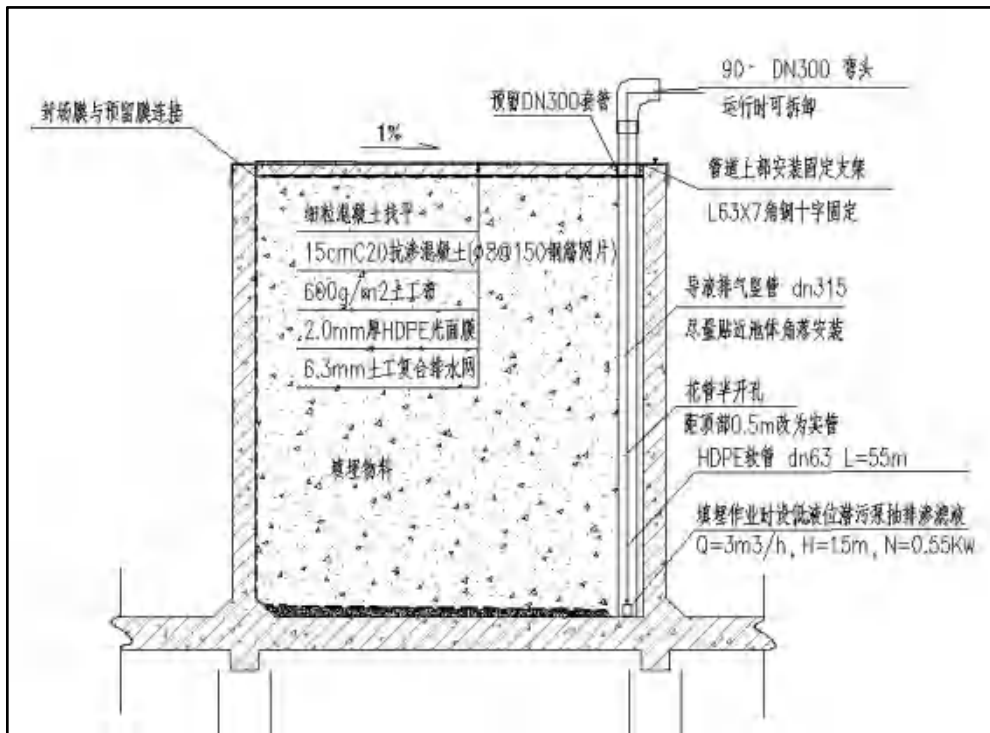 90° DN300 弯头
运行时可拆卸
预留DN300套管
封场膜与预留膜连接
1%
管道上部安装固定支架
L63X7角钢十字固定
细粒混凝土找平
15cmC20抗渗混凝土(φ8@150钢筋网片)
600g/m2土工布
2.0mm厚HDPE光面膜
6.3mm土工复合排水网
导液排气竖管 dn315
尽量贴近池体角落安装
花管半开孔
距顶部0.5m改为实管
HDPE软管 dn63 L=55m
填埋物料
填埋作业时设低液位潜污泵抽排渗滤液
Q=3m3/h, H=15m, N=0.55Kw